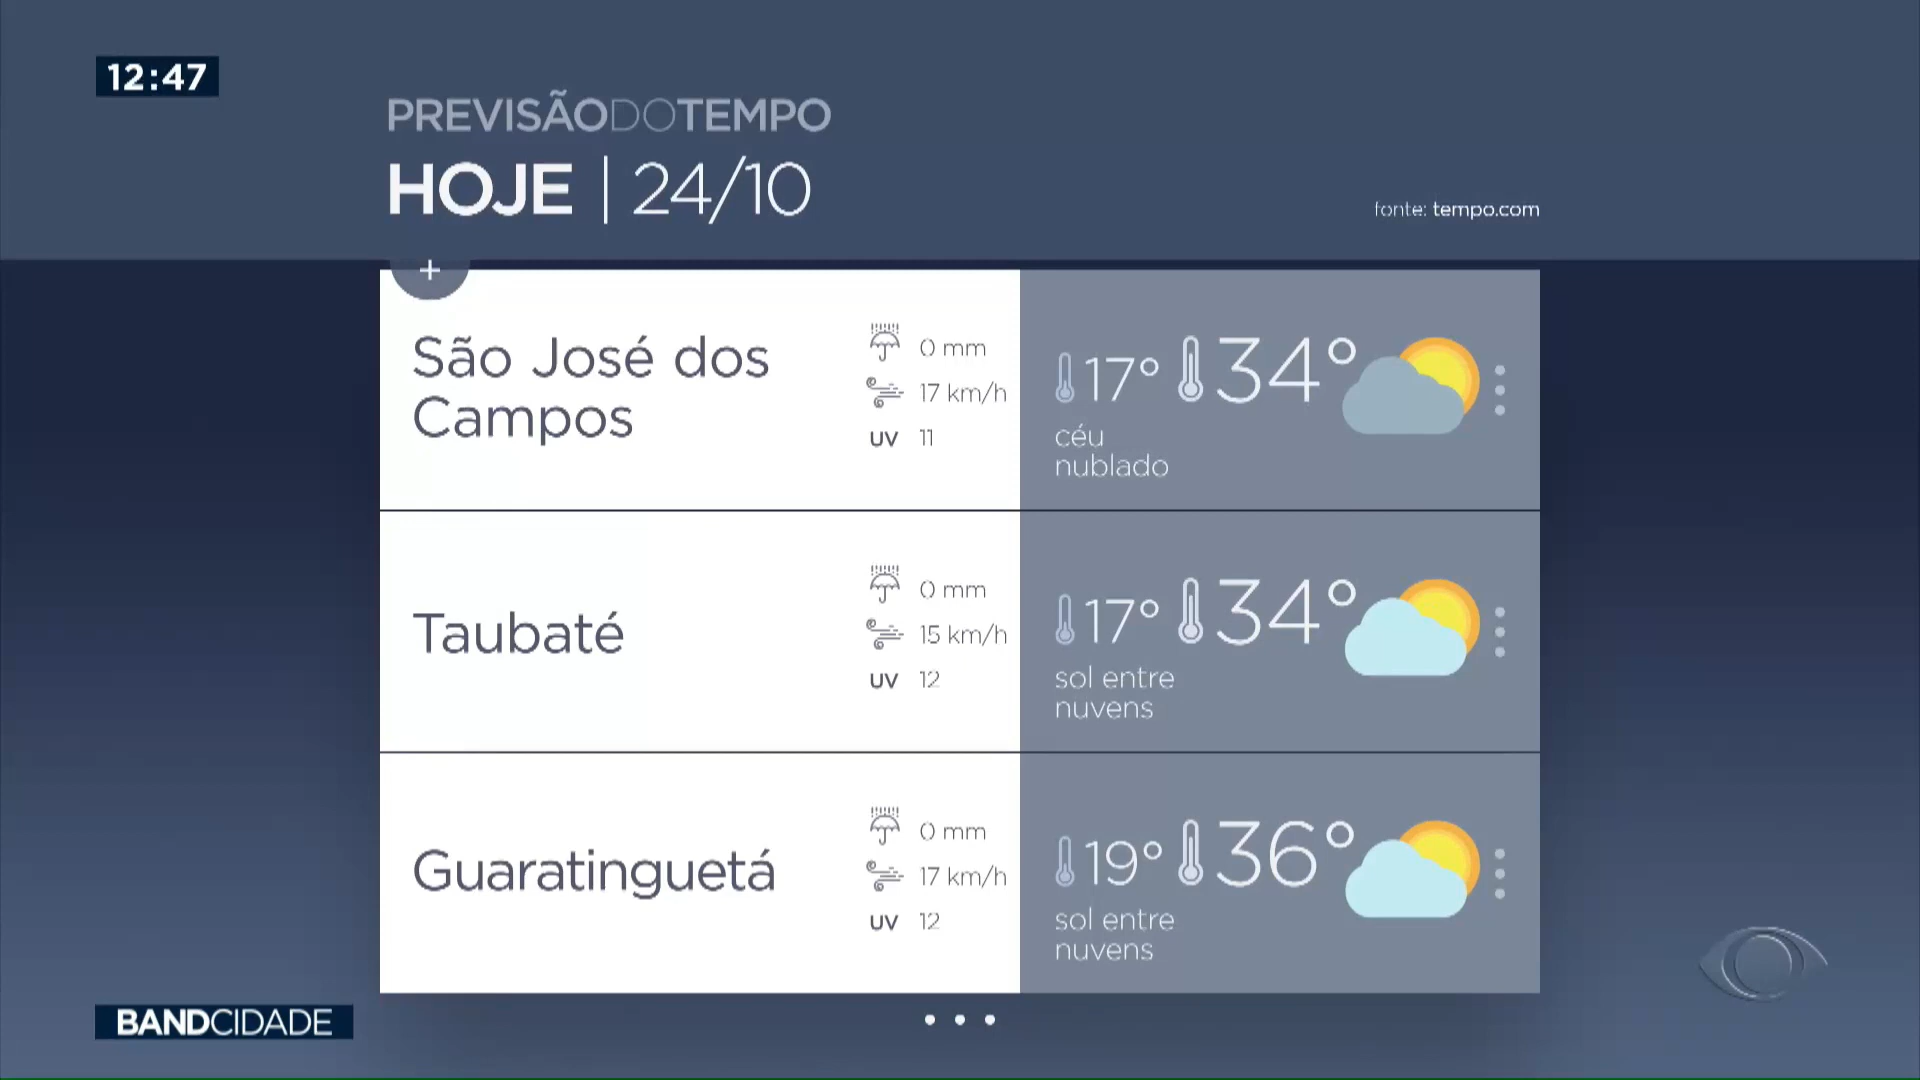 12:47
PREVISÃODOTEMPO
HOJE | 24/10
fonte: tempo.com
+
São José dos
Campos
0 mm
17 km/h
UV 11
17° 34°
céu
nublado
Taubaté
0 mm
15 km/h
UV 12
17° 34°
sol entre
nuvens
Guaratinguetá
0 mm
17 km/h
UV 12
19° 36°
sol entre
nuvens
BANDCIDADE